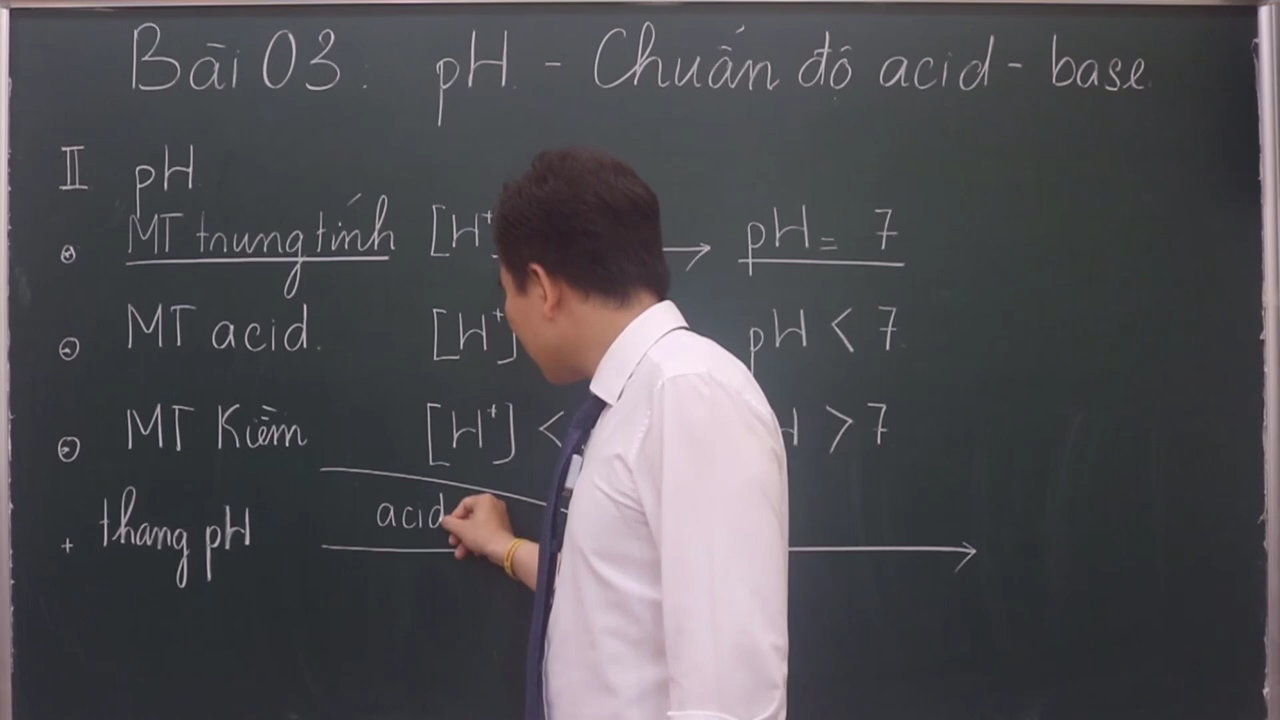 Bài 03. pH - Chuẩn độ acid - base
II pH
MT trung tính [H⁺ → pH = 7
MT acid. [H⁺] pH < 7
MT Kiềm [H⁺] < H > 7
+ thang pH acid